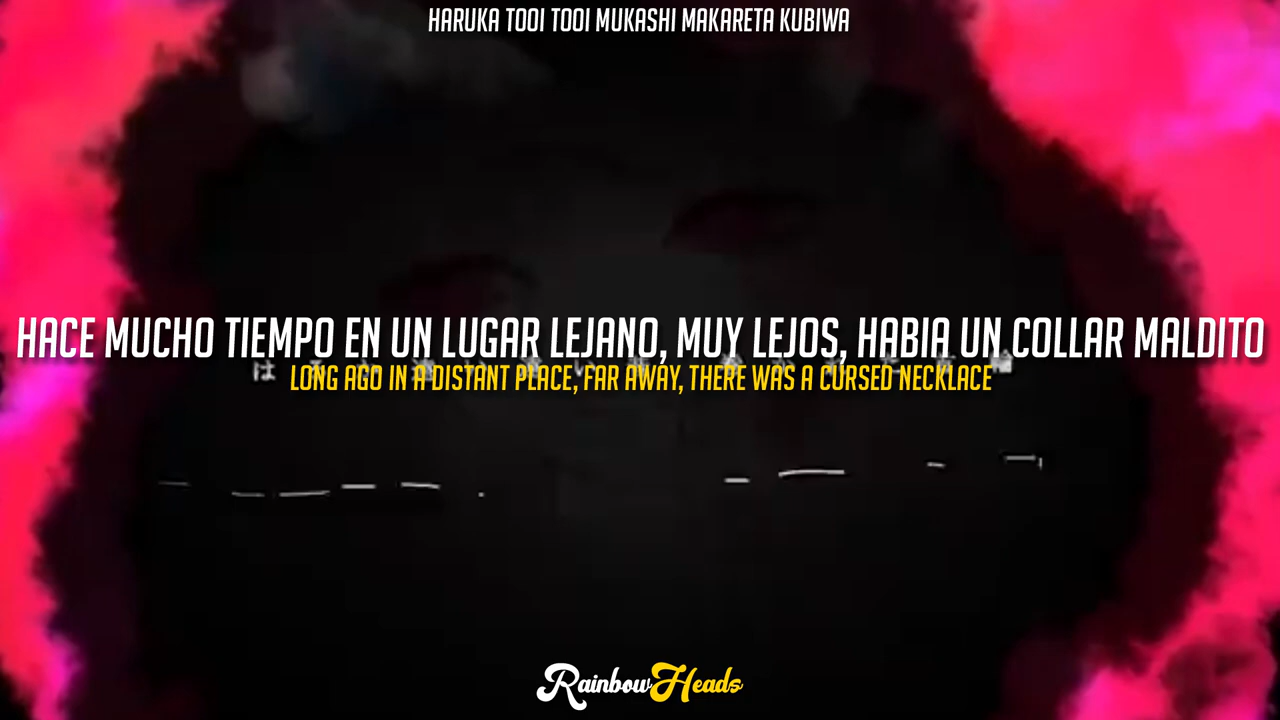 HARUKA TOOI TOOI MUKASHI MAKARETA KUBIWA
HACE MUCHO TIEMPO EN UN LUGAR LEJANO, MUY LEJOS, HABIA UN COLLAR MALDITO
LONG AGO IN A DISTANT PLACE, FAR AWAY, THERE WAS A CURSED NECKLACE
RainbowHeads